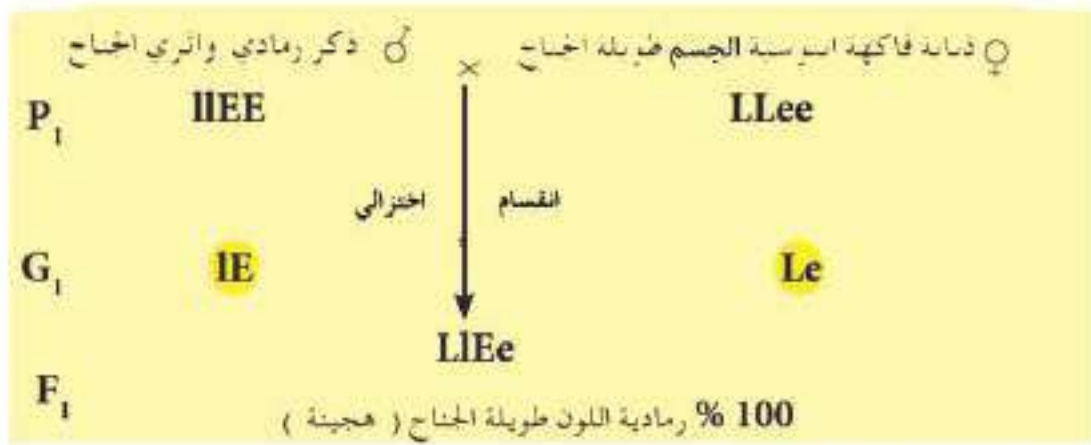 ♀ ذبابة فاكهة ابنوسية الجسم طويلة الجناح × ♂ ذكر رمادي واثري الجناح
P1 llEE LLee
انقسام اختزالي
G1 lE Le
LlEe
F1
100 % رمادية اللون طويلة الجناح ( هجينة )